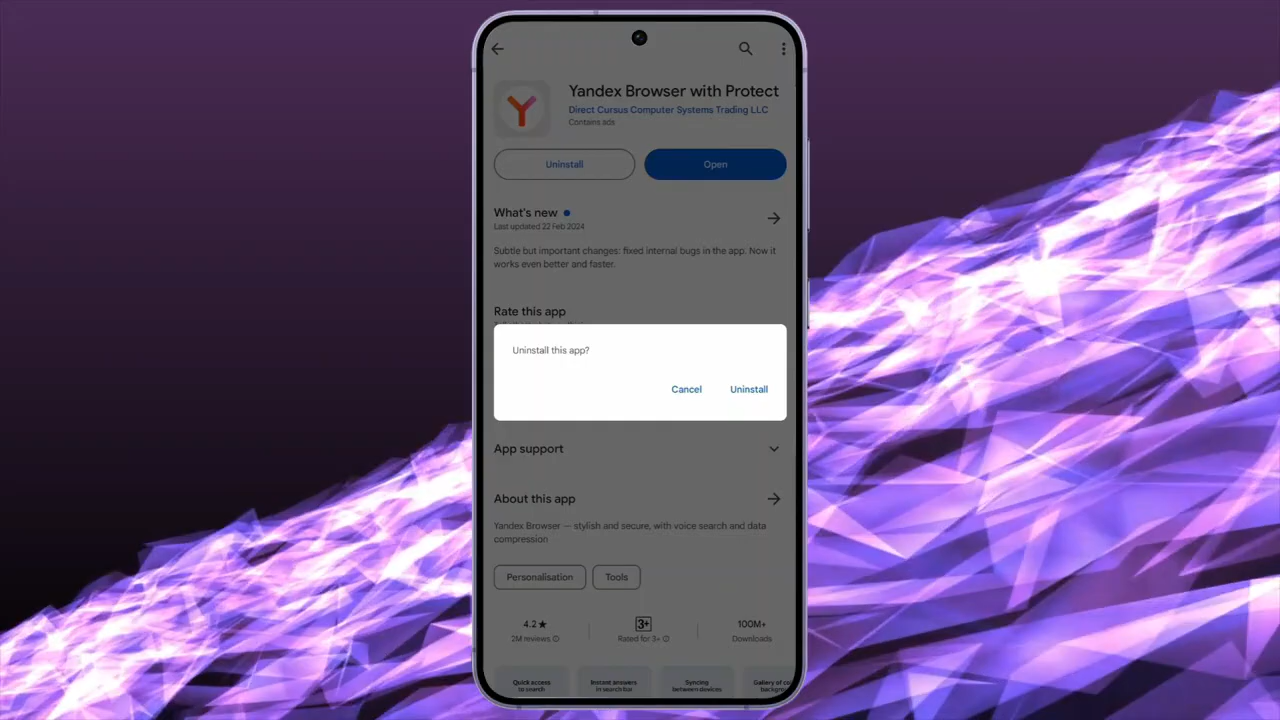 Yandex Browser with Protect
Direct Cursus Computer Systems Trading LLC
Contains ads
Uninstall
Open
What's new
Last updated 22 Feb 2024
Subtle but important changes: fixed internal bugs in the app. Now it
works even better and faster.
Rate this app
Uninstall this app?
Cancel
Uninstall
App support
About this app
Yandex Browser — stylish and secure, with voice search and data
compression
Personalisation
Tools
4.2★
2M reviews
3+
Rated for 3+
100M+
Downloads
Quick access
to search
Instant answers
in search bar
Syncing
between devices
Gallery of